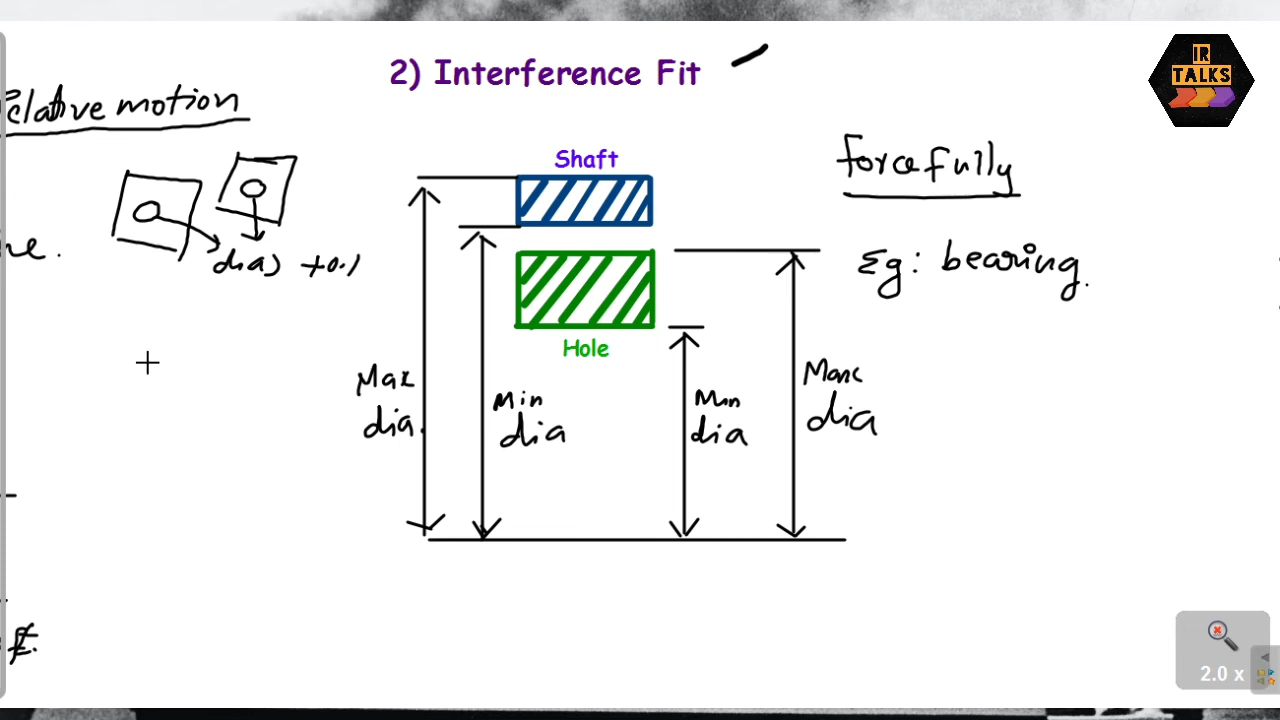 2) Interference Fit
IR
TALKS
elative motion
Shaft
forcefully
dia) +0.1
Eg: bearing.
Hole
Max
dia.
Min
dia
Min
dia
Max
dia
2.0 x